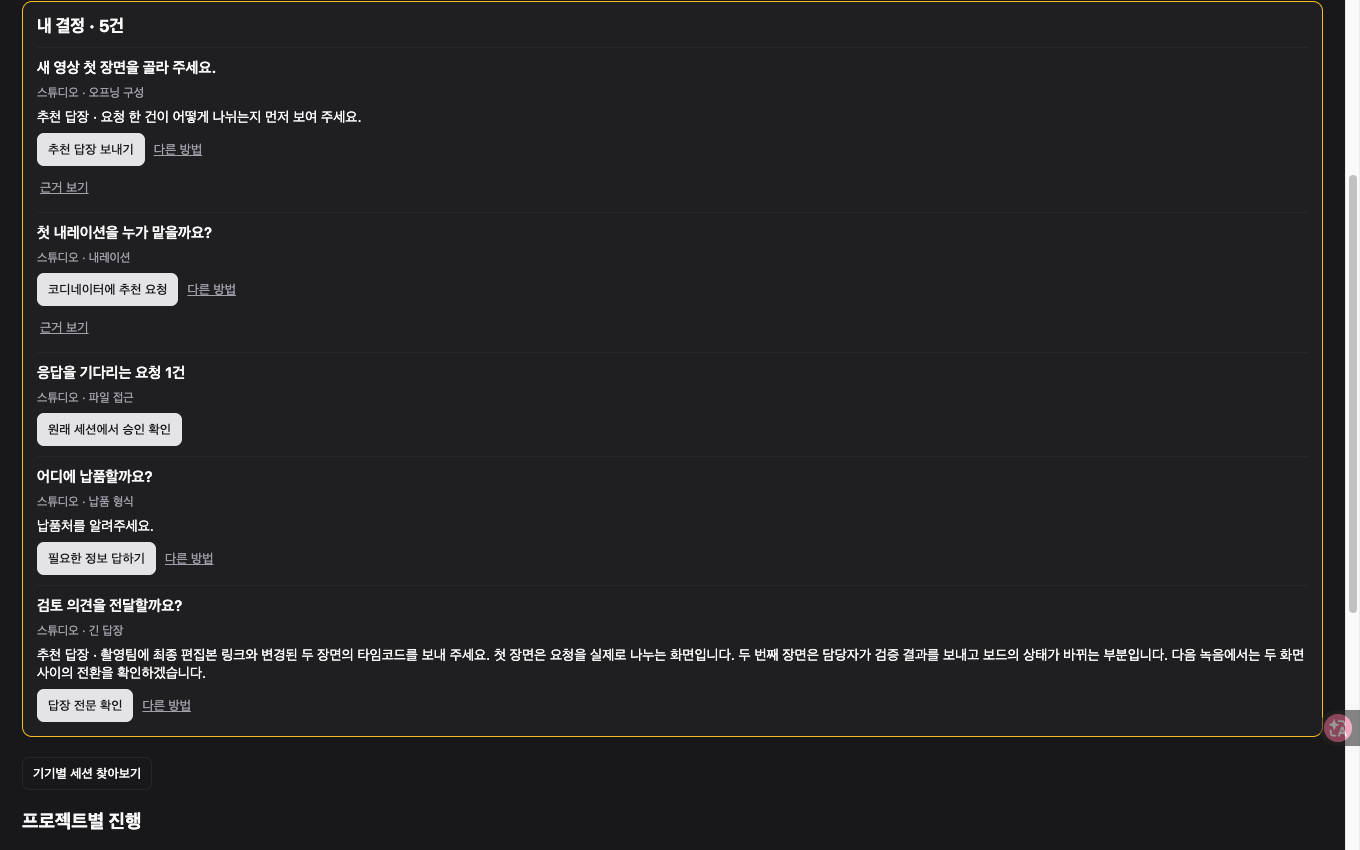 내 결정 · 5건
새 영상 첫 장면을 골라 주세요.
스튜디오 · 오프닝 구성
추천 답장 · 요청 한 건이 어떻게 나뉘는지 먼저 보여 주세요.
추천 답장 보내기 다른 방법
근거 보기
첫 내레이션을 누가 맡을까요?
스튜디오 · 내레이션
코디네이터에 추천 요청 다른 방법
근거 보기
응답을 기다리는 요청 1건
스튜디오 · 파일 접근
원래 세션에서 승인 확인
어디에 납품할까요?
스튜디오 · 납품 형식
납품처를 알려주세요.
필요한 정보 답하기 다른 방법
검토 의견을 전달할까요?
스튜디오 · 긴 답장
추천 답장 · 촬영팀에 최종 편집본 링크와 변경된 두 장면의 타임코드를 보내 주세요. 첫 장면은 요청을 실제로 나누는 화면입니다. 두 번째 장면은 담당자가 검증 결과를 보내고 보드의 상태가 바뀌는 부분입니다. 다음 녹음에서는 두 화면
사이의 전환을 확인하겠습니다.
답장 전문 확인 다른 방법
기기별 세션 찾아보기
프로젝트별 진행